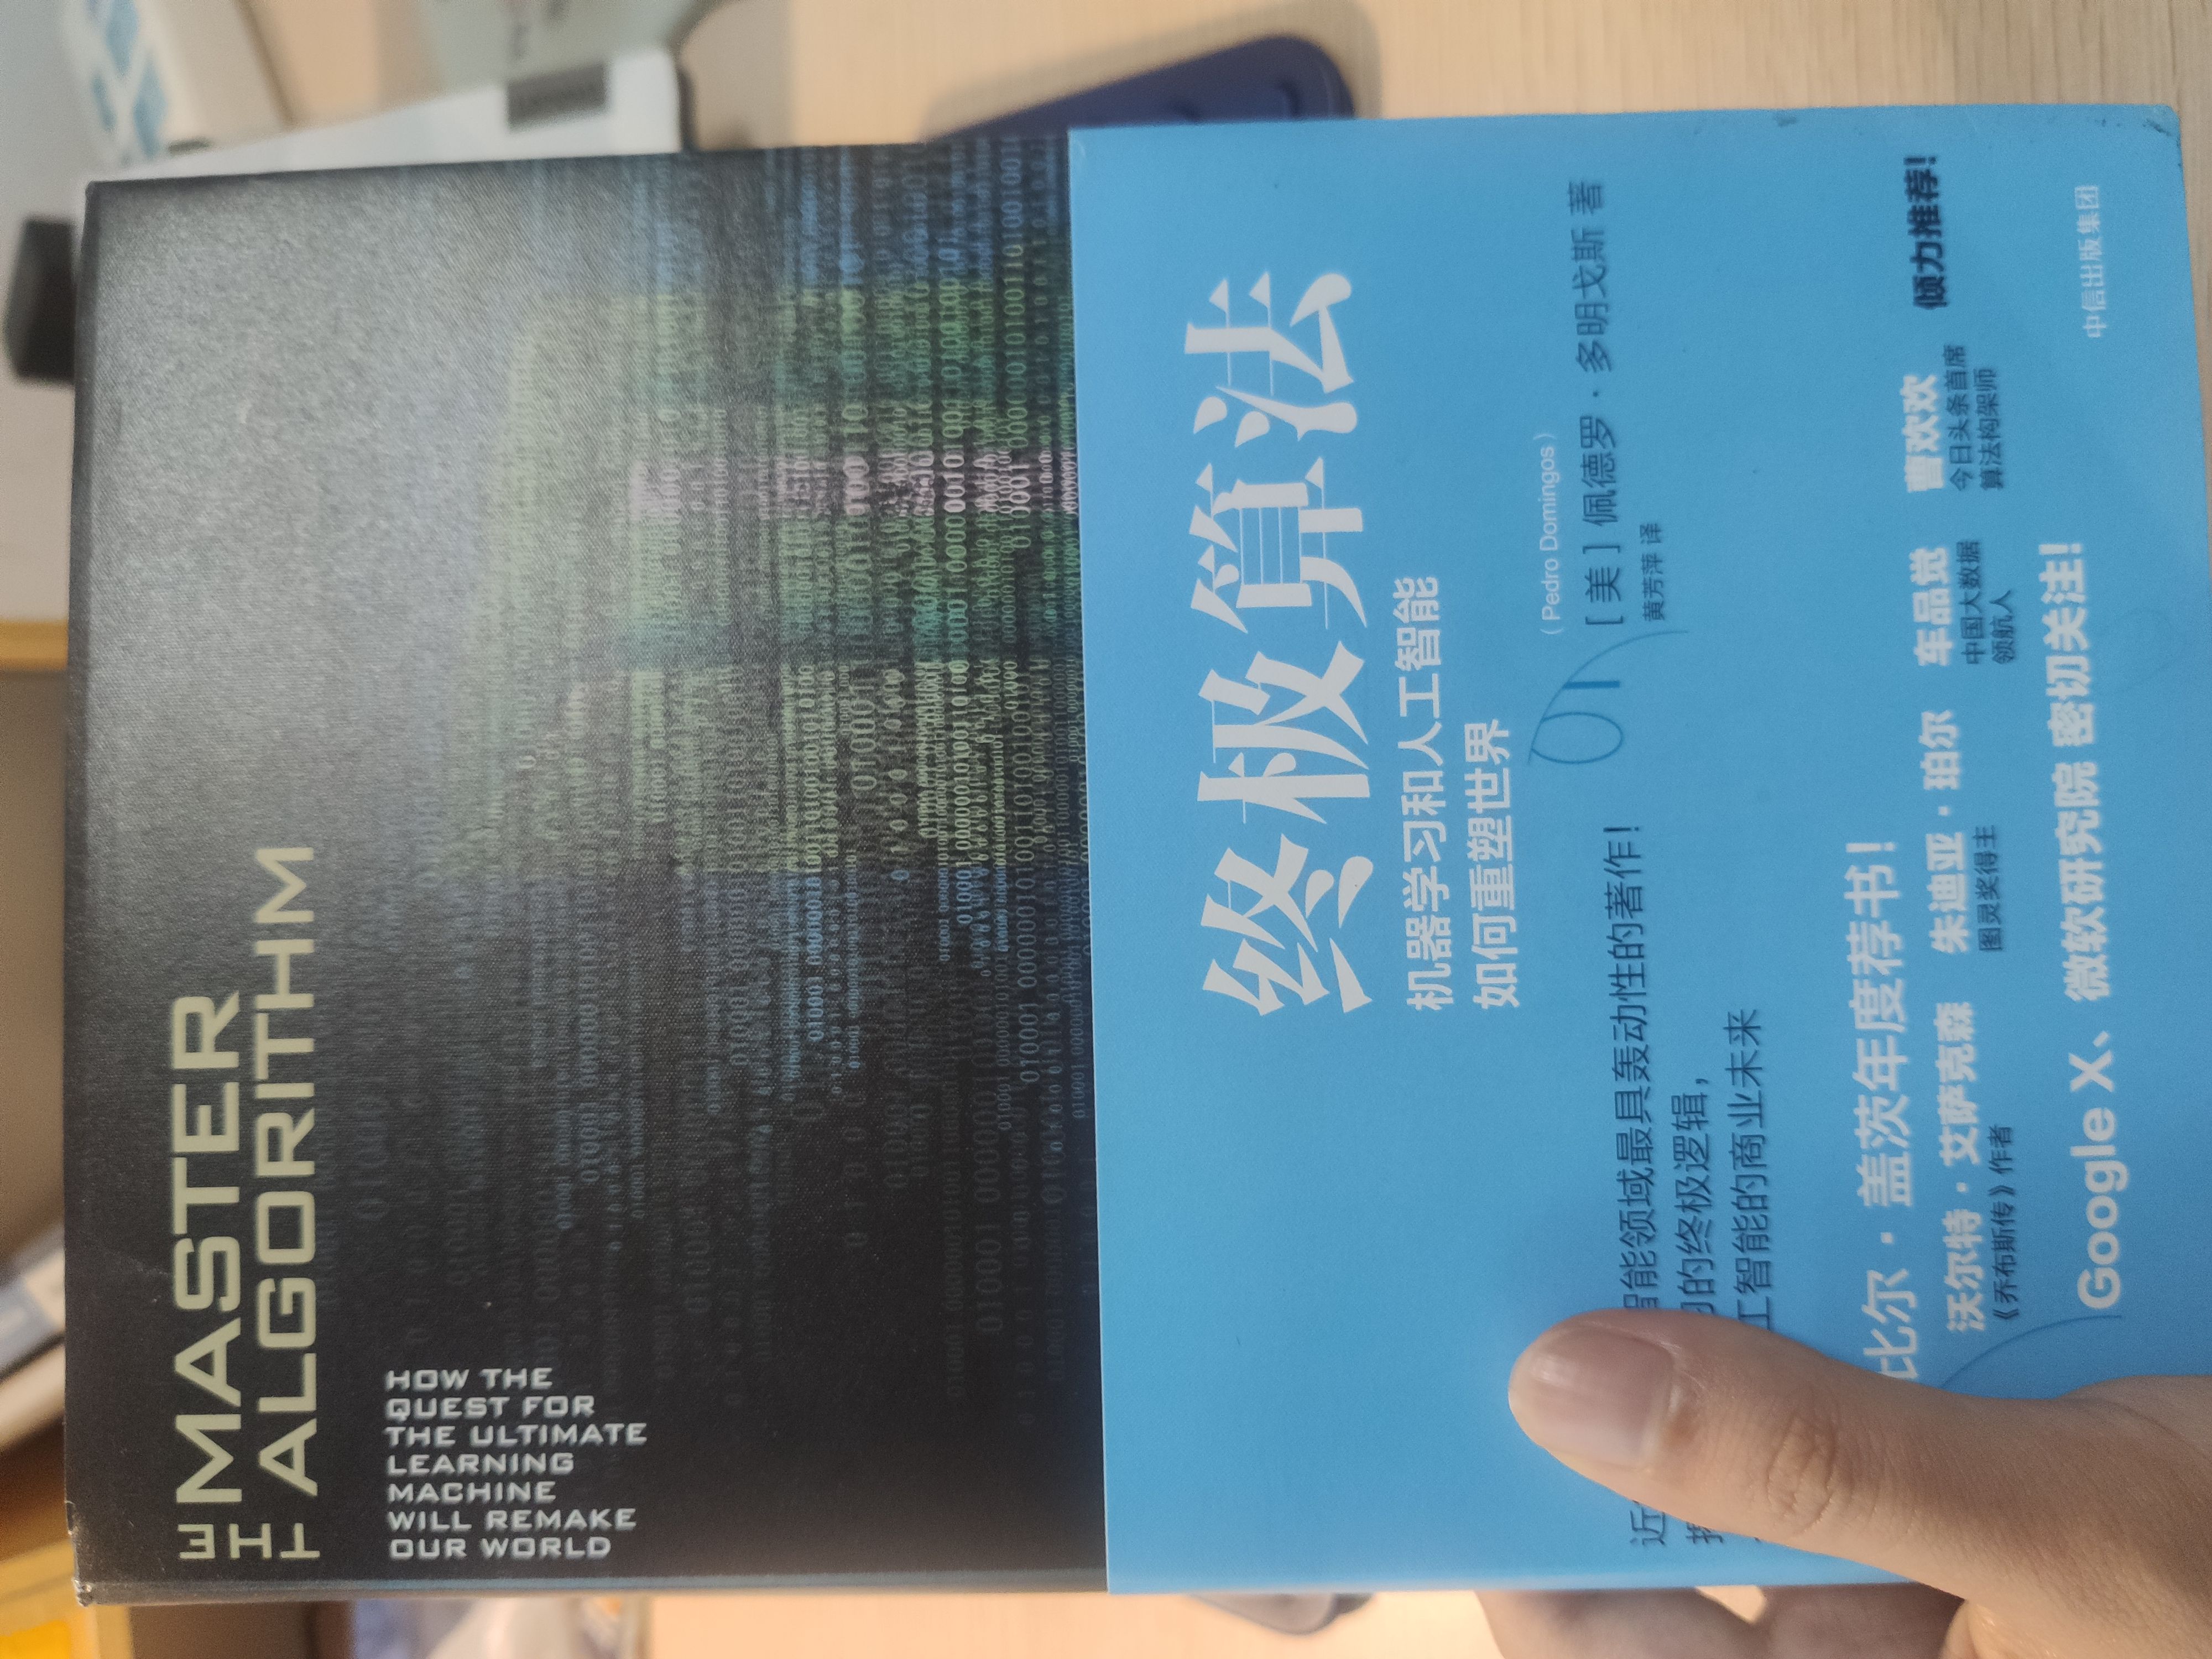 THE MASTER
ALGORITHM
HOW THE
QUEST FOR
THE ULTIMATE
LEARNING
MACHINE
WILL REMAKE
OUR WORLD
终极算法
机器学习和人工智能
如何重塑世界
（Pedro Domingos）
[美] 佩德罗·多明戈斯 著
黄芳萍 译
近 智能领域最具轰动性的著作！
的终极逻辑，
工智能的商业未来
比尔·盖茨年度荐书！
沃尔特·艾萨克森 朱迪亚·珀尔 车品觉 曹欢欢 倾力推荐！
《乔布斯传》作者 图灵奖得主 中国大数据 今日头条首席
领航人 算法构架师
Google X、微软研究院 密切关注！
中信出版集团